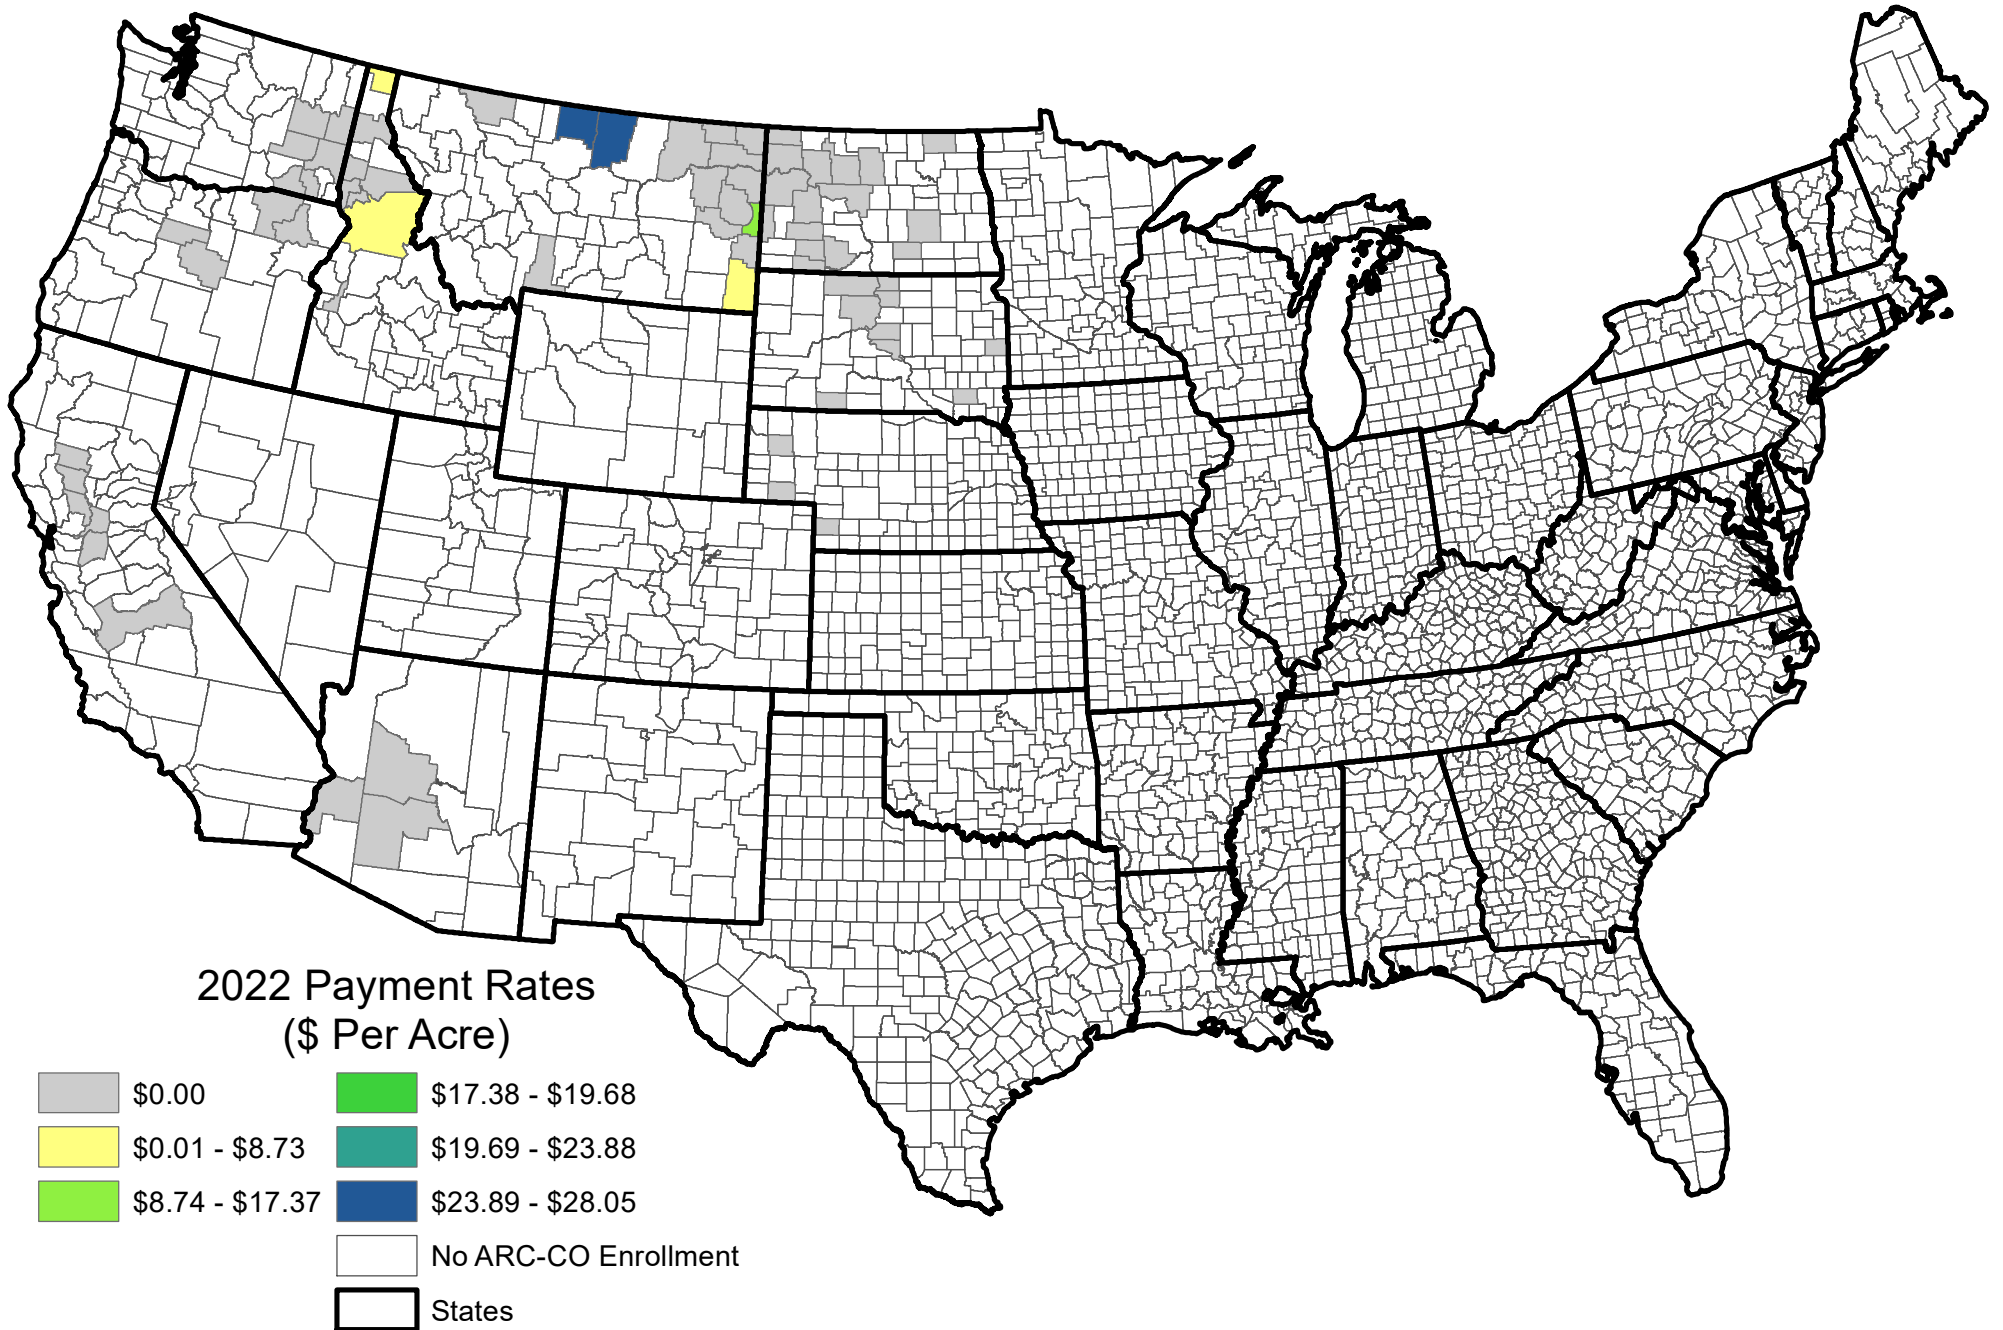 2022 Payment Rates
($ Per Acre)
$0.00
$0.01 - $8.73
$8.74 - $17.37
$17.38 - $19.68
$19.69 - $23.88
$23.89 - $28.05
No ARC-CO Enrollment
States